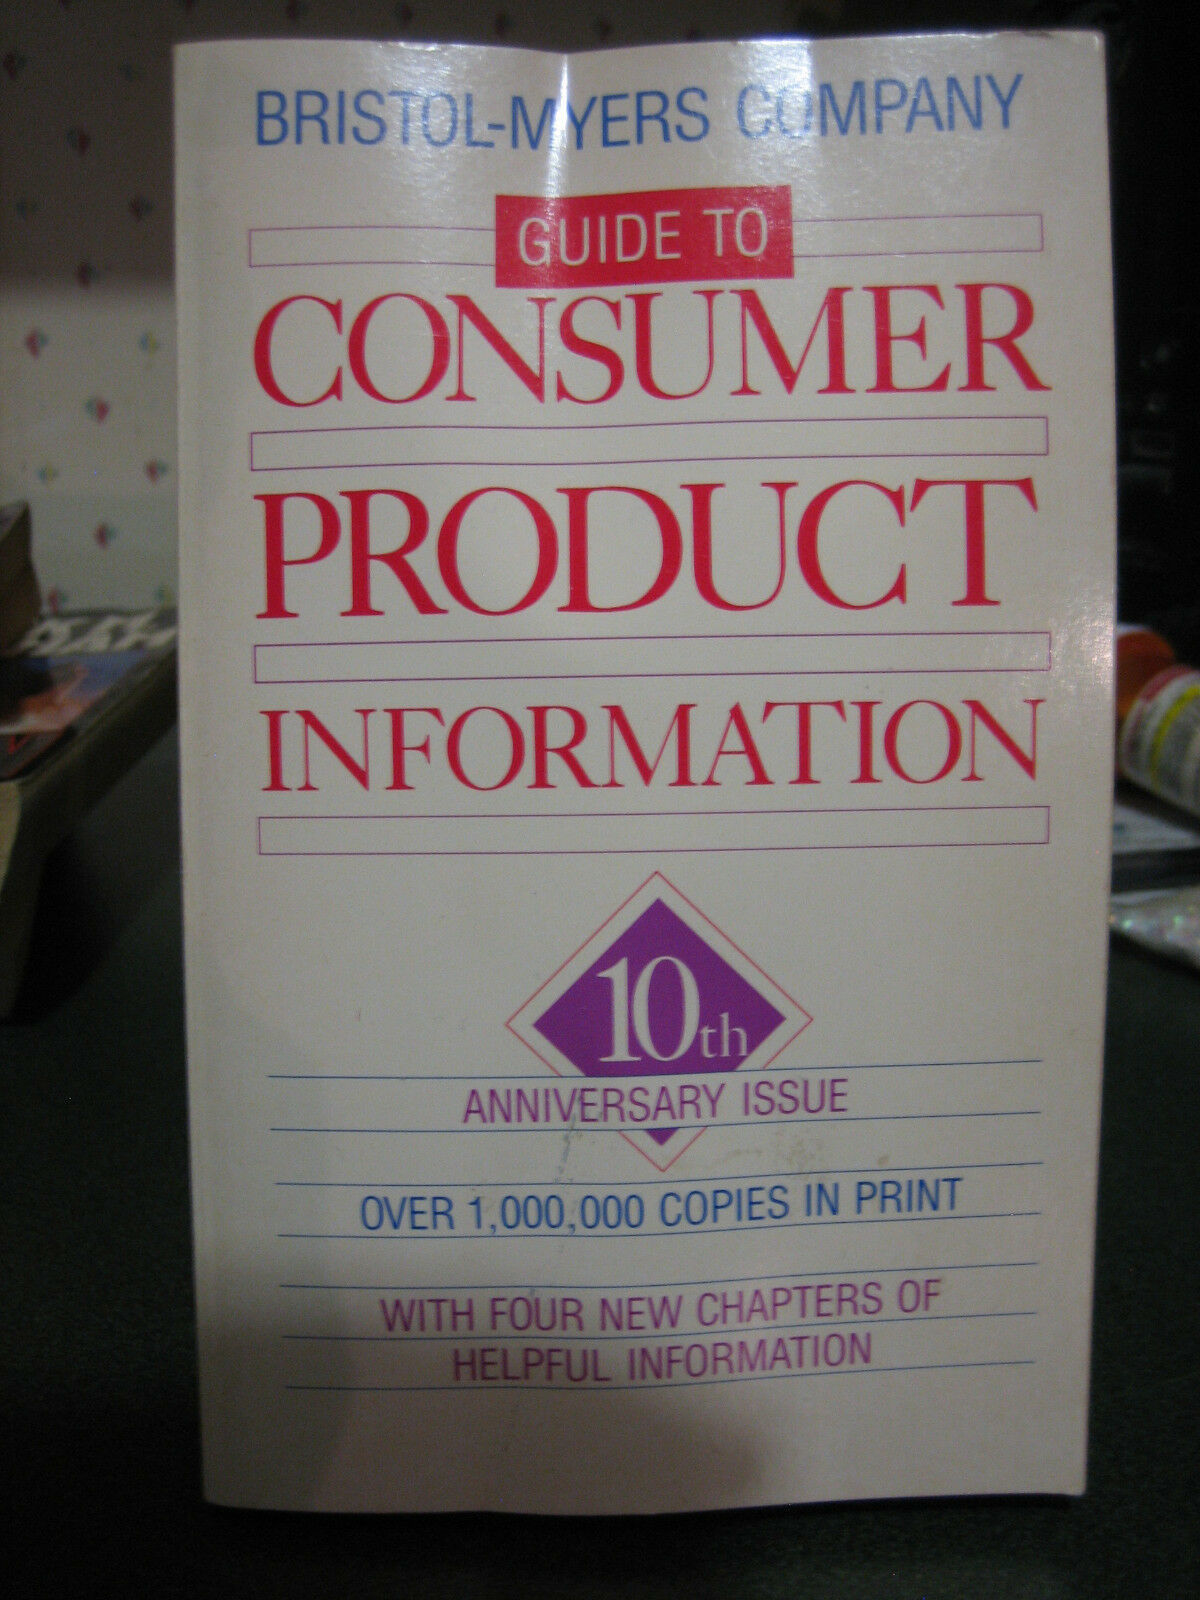 BRISTOL-MYERS COMPANY
GUIDE TO
CONSUMER
PRODUCT
INFORMATION
10th
ANNIVERSARY ISSUE
OVER 1,000,000 COPIES IN PRINT
WITH FOUR NEW CHAPTERS OF
HELPFUL INFORMATION